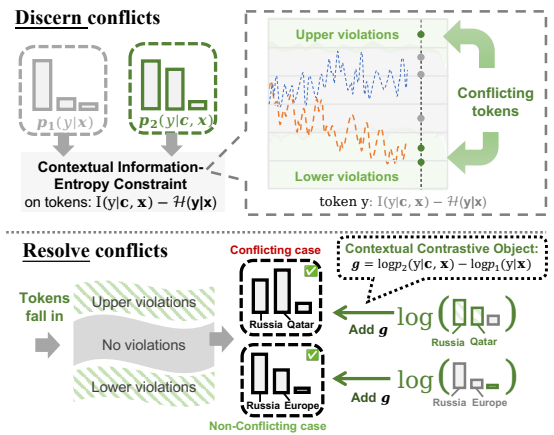 Discern conflicts
p₁(y|x)
p₂(y|c, x)
Contextual Information-
Entropy Constraint
on tokens: I(y|c, x) − ℋ(y|x)
Upper violations
Lower violations
Conflicting
tokens
token y: I(y|c, x) − ℋ(y|x)
Resolve conflicts
Tokens
fall in
Upper violations
No violations
Lower violations
Conflicting case
Russia Qatar
Russia Europe
Non-Conflicting case
Contextual Contrastive Object:
g = logp₂(y|c, x) − logp₁(y|x)
Add g
log( )
Russia Qatar
Add g
log( )
Russia Europe